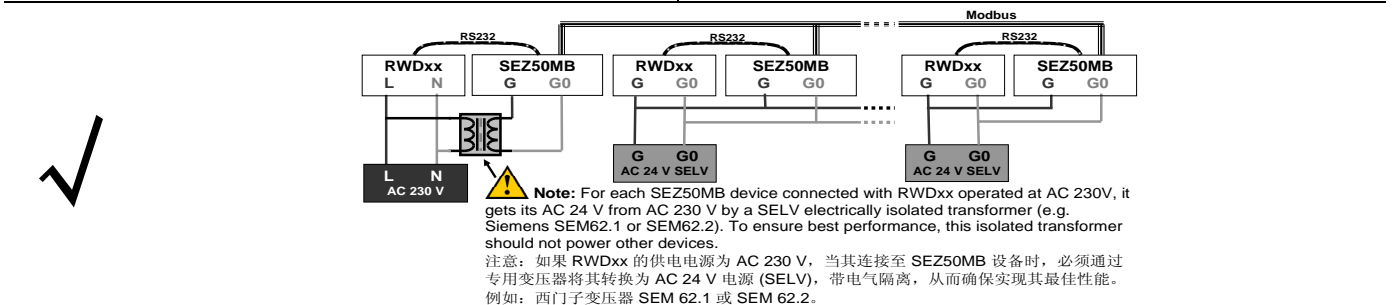 Modbus
RS232 RS232 RS232
RWDxx SEZ50MB RWDxx SEZ50MB RWDxx SEZ50MB
L N G G0 G G0 G G0 G G0 G G0
L N G G0 G G0
AC 230 V AC 24 V SELV AC 24 V SELV
Note: For each SEZ50MB device connected with RWDxx operated at AC 230V, it
gets its AC 24 V from AC 230 V by a SELV electrically isolated transformer (e.g.
Siemens SEM62.1 or SEM62.2). To ensure best performance, this isolated transformer
should not power other devices.
注意：如果 RWDxx 的供电电源为 AC 230 V，当其连接至 SEZ50MB 设备时，必须通过
专用变压器将其转换为 AC 24 V 电源 (SELV)，带电气隔离，从而确保实现其最佳性能。
例如：西门子变压器 SEM 62.1 或 SEM 62.2。